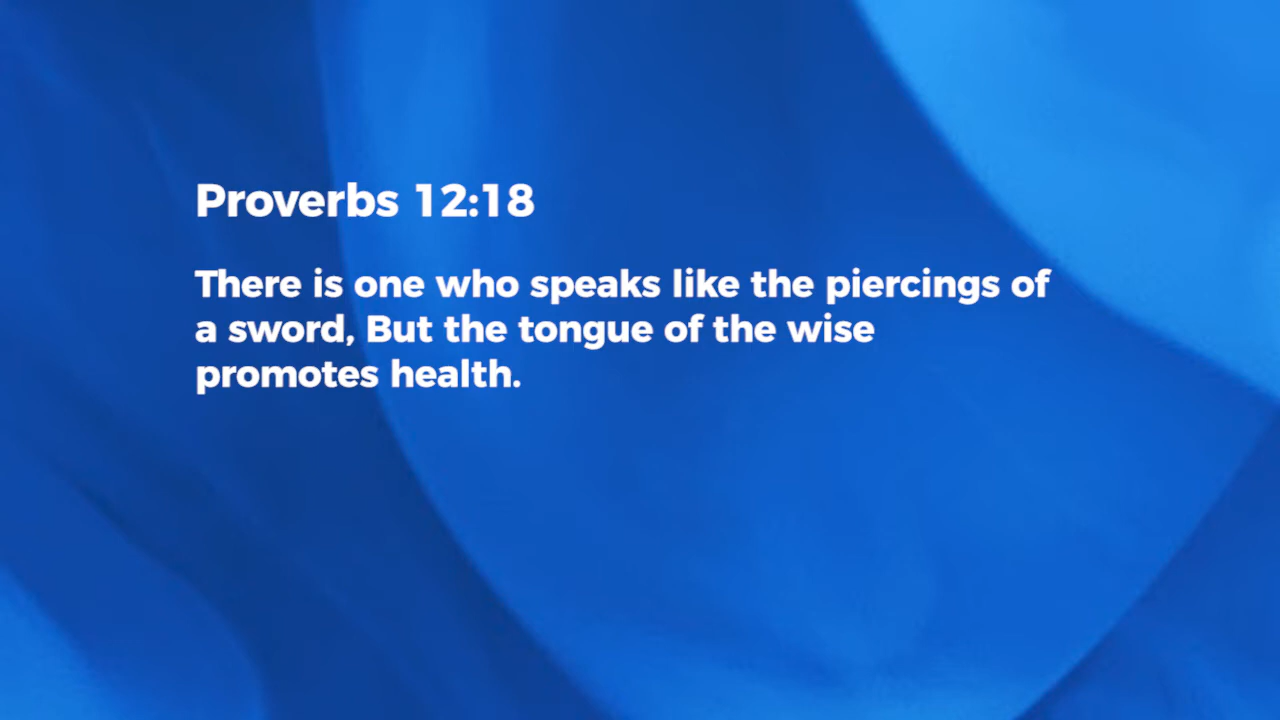 Proverbs 12:18
There is one who speaks like the piercings of
a sword, But the tongue of the wise
promotes health.